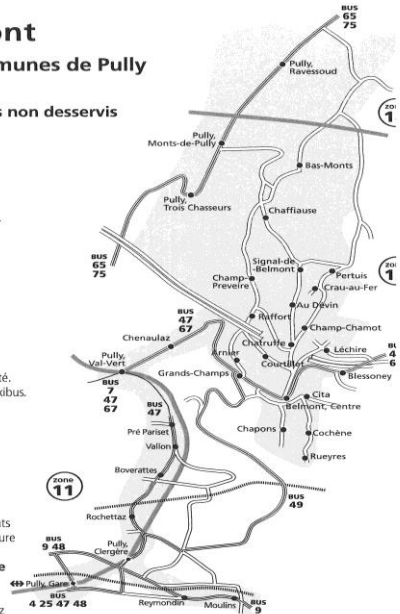 ont
munes de Pully
s non desservis
BUS
65
75
Pully,
Ravessoud
Pully,
Monts-de-Pully
Bas-Monts
Pully,
Trois Chasseurs
Chaffiause
BUS
65
75
Signal-de
-Belmont
Pertuis
Champ-
Preveire
Crau-au-Fer
Au Devin
BUS
47
67
Raffort
Champ-Chamot
Chenaulaz
Chatruffe
Léchire
Arnier
Courtillet
Pully,
Val-Vert
Grands-Champs
Blessoney
té.
xibus.
BUS
7
47
67
BUS
47
Cita
Belmont, Centre
Pré Pariset
Chapons
Cochène
Vallon
Rueyres
Boverattes
zone
11
BUS
49
Rochettaz
ts
ure
BUS
9 48
Pully,
Clergère
e
Pully, Gare
4 25 47 48
BUS
Reymondin
Moulins
BUS
9
z